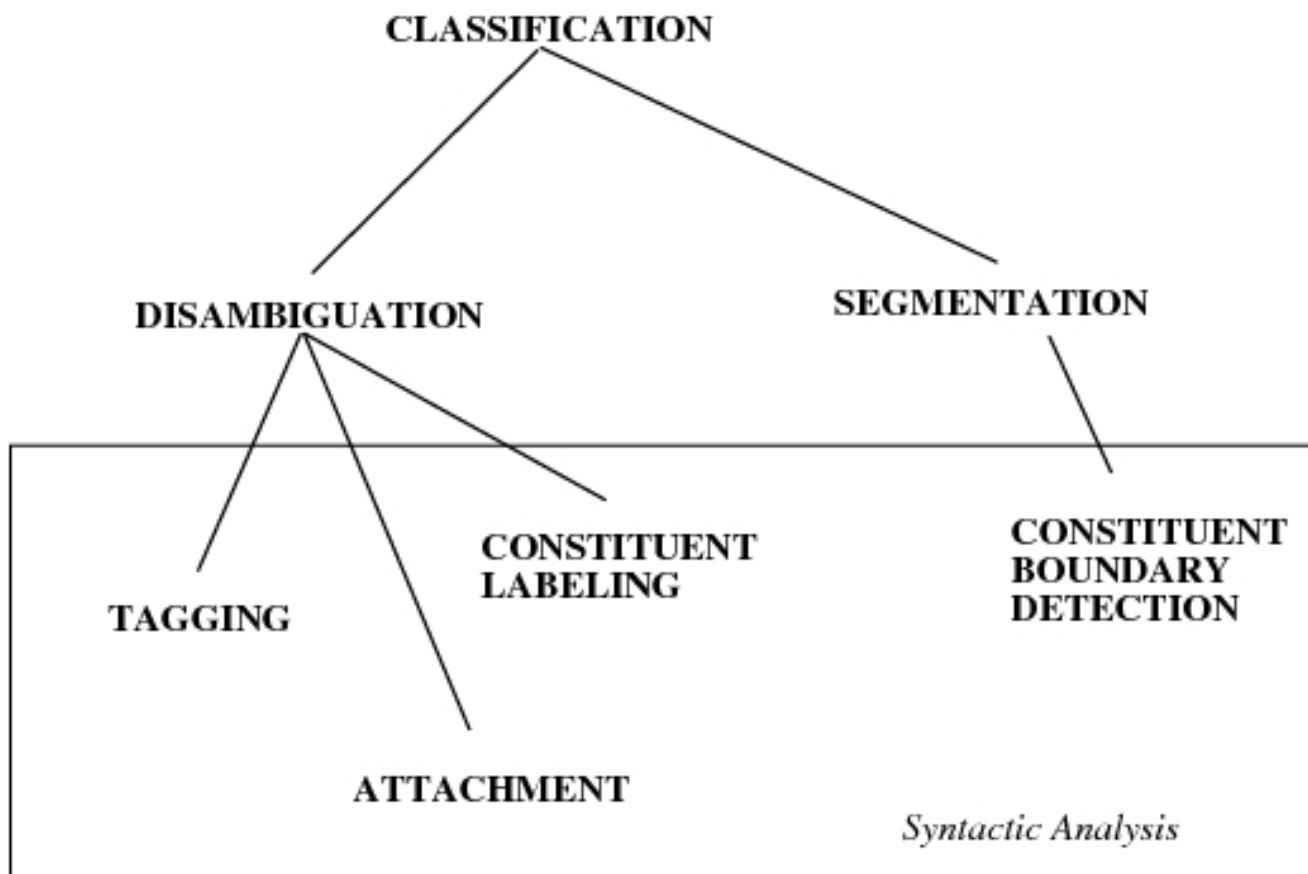 CLASSIFICATION
DISAMBIGUATION
SEGMENTATION
CONSTITUENT
LABELING
CONSTITUENT
BOUNDARY
DETECTION
TAGGING
ATTACHMENT
Syntactic Analysis